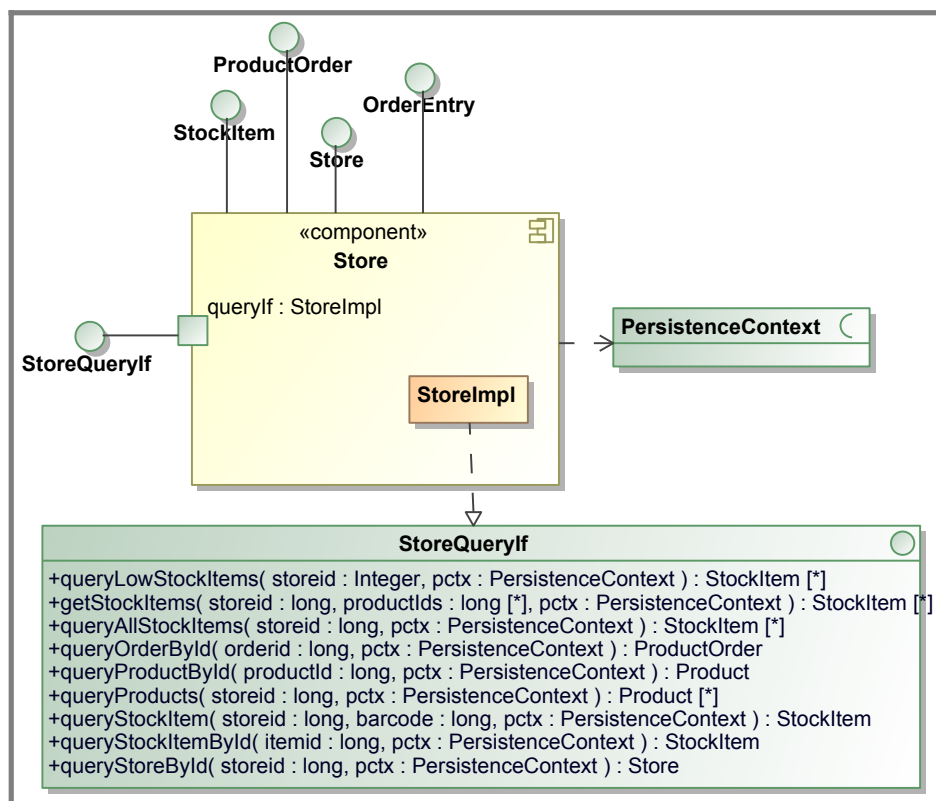 ProductOrder
OrderEntry
StockItem
Store
«component»
Store
queryIf : StoreImpl
StoreQueryIf
PersistenceContext
StoreImpl
StoreQueryIf
+queryLowStockItems( storeid : Integer, pctx : PersistenceContext ) : StockItem [*]
+getStockItems( storeid : long, productIds : long [*], pctx : PersistenceContext ) : StockItem [*]
+queryAllStockItems( storeid : long, pctx : PersistenceContext ) : StockItem [*]
+queryOrderById( orderid : long, pctx : PersistenceContext ) : ProductOrder
+queryProductById( productId : long, pctx : PersistenceContext ) : Product
+queryProducts( storeid : long, pctx : PersistenceContext ) : Product [*]
+queryStockItem( storeid : long, barcode : long, pctx : PersistenceContext ) : StockItem
+queryStockItemById( itemid : long, pctx : PersistenceContext ) : StockItem
+queryStoreById( storeid : long, pctx : PersistenceContext ) : Store